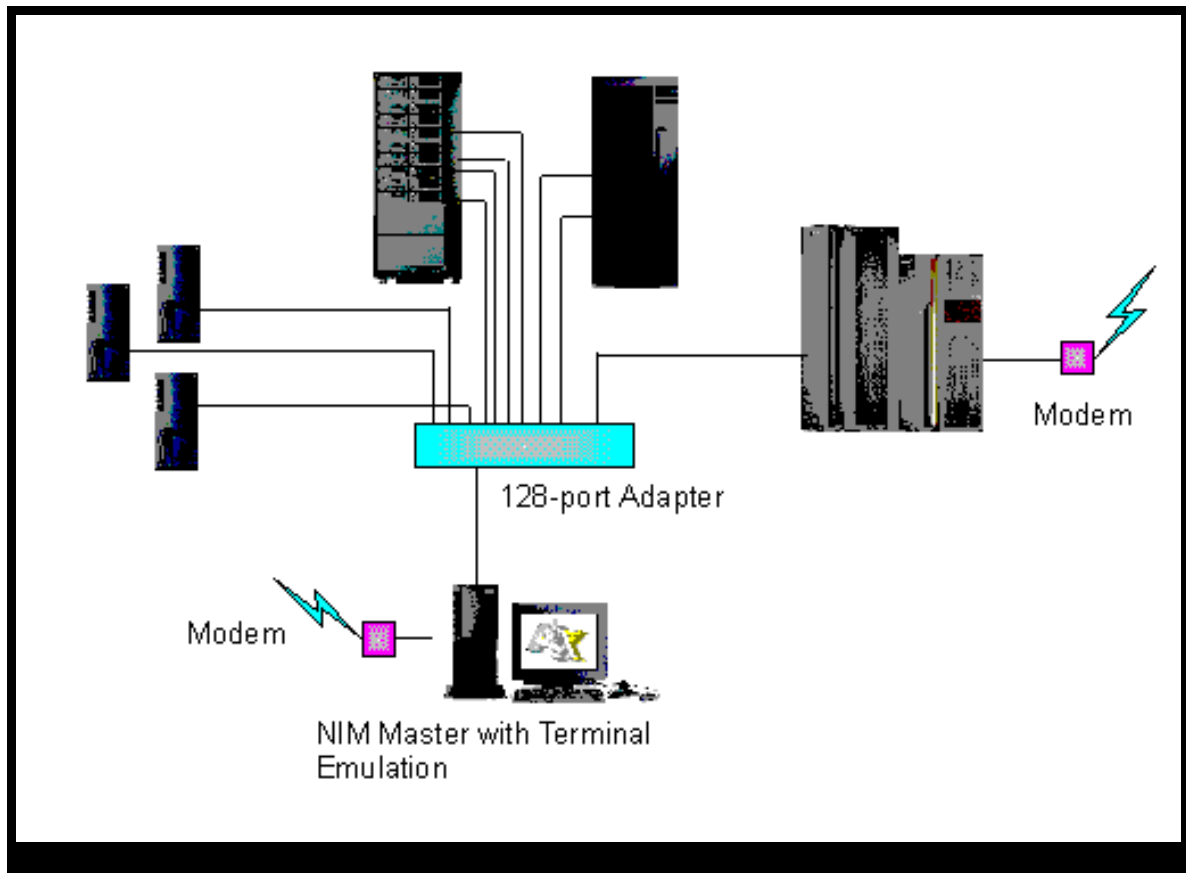 Modem
128-port Adapter
Modem
NIM Master with Terminal
Emulation